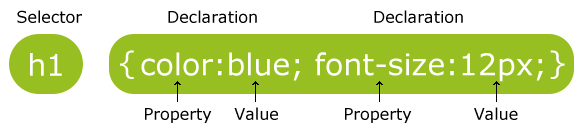 Selector Declaration Declaration
h1 {color:blue; font-size:12px;}
Property Value Property Value